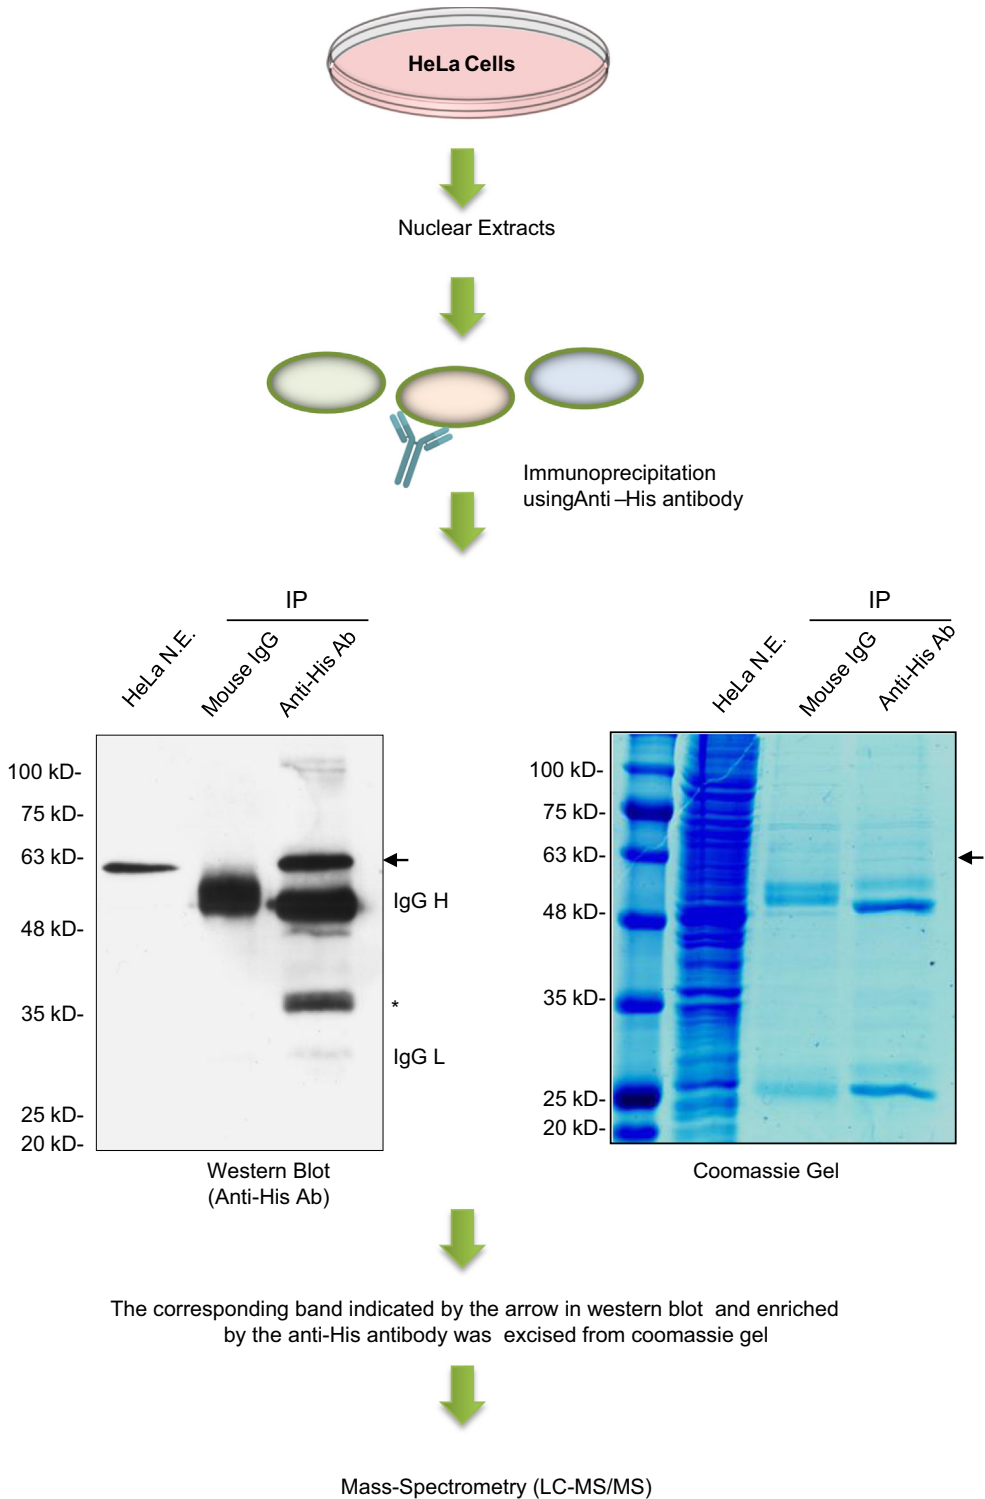 HeLa Cells
Nuclear Extracts
Immunoprecipitation
usingAnti –His antibody
IP
HeLa N.E.
Mouse IgG
Anti-His Ab
100 kD-
75 kD-
63 kD-
48 kD-
35 kD-
25 kD-
20 kD-
IgG H
*
IgG L
Western Blot
(Anti-His Ab)
IP
HeLa N.E.
Mouse IgG
Anti-His Ab
100 kD-
75 kD-
63 kD-
48 kD-
35 kD-
25 kD-
20 kD-
Coomassie Gel
The corresponding band indicated by the arrow in western blot and enriched
by the anti-His antibody was excised from coomassie gel
Mass-Spectrometry (LC-MS/MS)